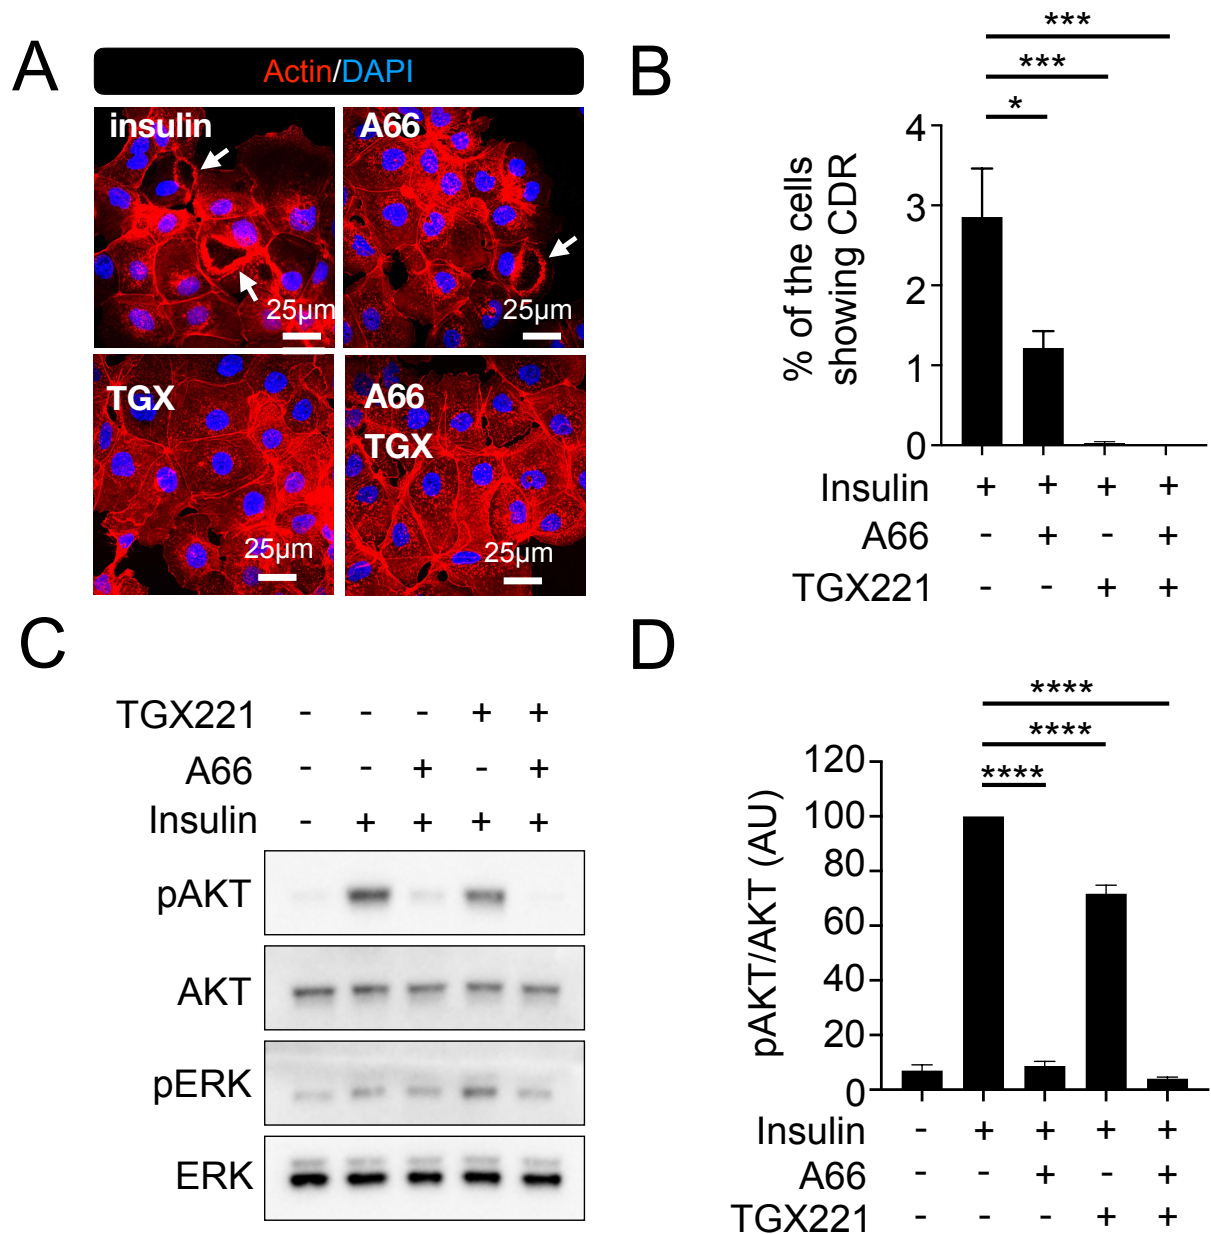 A
Actin/DAPI
insulin
25µm
A66
25µm
TGX
25µm
A66
TGX
25µm
B
***
***
*
% of the cells
showing CDR
4
3
2
1
0
Insulin + + + +
A66 - + - +
TGX221 - - + +
C
TGX221 - - - + +
A66 - - + - +
Insulin - + + + +
pAKT
AKT
pERK
ERK
D
****
****
****
pAKT/AKT (AU)
120
100
80
60
40
20
0
Insulin - + + + +
A66 - - + - +
TGX221 - - - + +